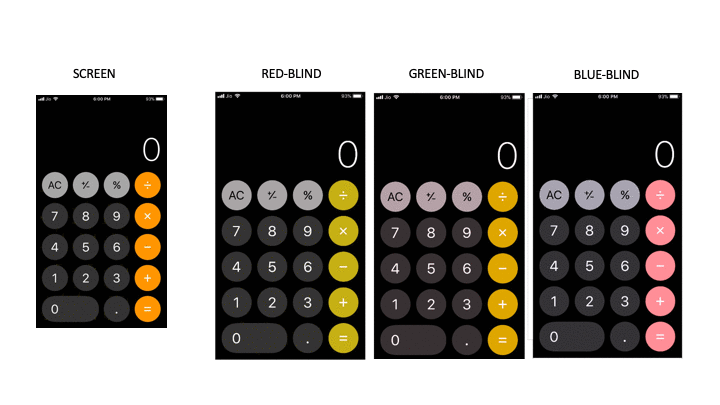 SCREEN
RED-BLIND
GREEN-BLIND
BLUE-BLIND
Jio 6:00 PM 93%
0
AC +⁄− % ÷
7 8 9 ×
4 5 6 −
1 2 3 +
0 . =
Jio 6:00 PM 93%
0
AC +⁄− % ÷
7 8 9 ×
4 5 6 −
1 2 3 +
0 . =
Jio 6:00 PM 93%
0
AC +⁄− % ÷
7 8 9 ×
4 5 6 −
1 2 3 +
0 . =
Jio 6:00 PM 93%
0
AC +⁄− % ÷
7 8 9 ×
4 5 6 −
1 2 3 +
0 . =